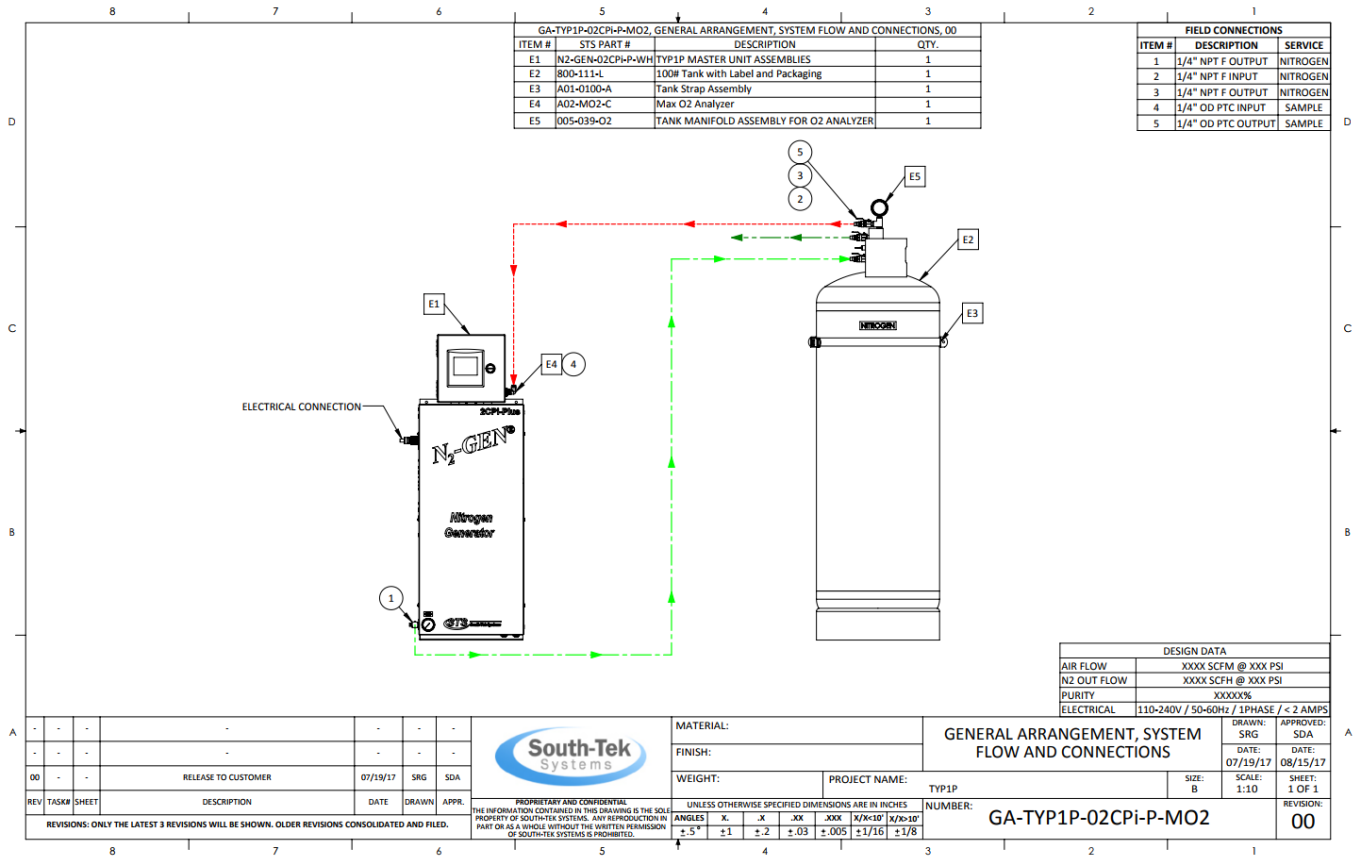 8 7 6 5 4 3 2 1
GA-TYP1P-02CPi-P-MO2, GENERAL ARRANGEMENT, SYSTEM FLOW AND CONNECTIONS, 00
ITEM # STS PART # DESCRIPTION QTY.
E1 N2-GEN-02CPi-P-WH TYP1P MASTER UNIT ASSEMBLIES 1
E2 800-111-L 100# Tank with Label and Packaging 1
E3 A01-0100-A Tank Strap Assembly 1
E4 A02-MO2-C Max O2 Analyzer 1
E5 005-039-O2 TANK MANIFOLD ASSEMBLY FOR O2 ANALYZER 1
FIELD CONNECTIONS
ITEM # DESCRIPTION SERVICE
1 1/4" NPT F OUTPUT NITROGEN
2 1/4" NPT F INPUT NITROGEN
3 1/4" NPT F OUTPUT NITROGEN
4 1/4" OD PTC INPUT SAMPLE
5 1/4" OD PTC OUTPUT SAMPLE
D D
5
3
2
E5
E2
E1
E3
NITROGEN
C C
E4 4
ELECTRICAL CONNECTION
2CPi-Plus
N2-GEN®
Nitrogen
Generator
B B
1
STS
DESIGN DATA
AIR FLOW XXXX SCFM @ XXX PSI
N2 OUT FLOW XXXX SCFH @ XXX PSI
PURITY XXXXX%
ELECTRICAL 110-240V / 50-60Hz / 1PHASE / < 2 AMPS
A A
- - - - - - -
- - - - - - -
00 - - RELEASE TO CUSTOMER 07/19/17 SRG SDA
REV TASK# SHEET DESCRIPTION DATE DRAWN APPR.
REVISIONS: ONLY THE LATEST 3 REVISIONS WILL BE SHOWN. OLDER REVISIONS CONSOLIDATED AND FILED.
South-Tek
Systems
PROPRIETARY AND CONFIDENTIAL
THE INFORMATION CONTAINED IN THIS DRAWING IS THE SOLE
PROPERTY OF SOUTH-TEK SYSTEMS. ANY REPRODUCTION IN
PART OR AS A WHOLE WITHOUT THE WRITTEN PERMISSION
OF SOUTH-TEK SYSTEMS IS PROHIBITED.
MATERIAL:
FINISH:
WEIGHT:
PROJECT NAME:
TYP1P
UNLESS OTHERWISE SPECIFIED DIMENSIONS ARE IN INCHES
ANGLES X. .X .XX .XXX X/X<10' X/X>10'
±.5° ±1 ±.2 ±.03 ±.005 ±1/16 ±1/8
GENERAL ARRANGEMENT, SYSTEM
FLOW AND CONNECTIONS
DRAWN:
SRG
APPROVED:
SDA
DATE:
07/19/17
DATE:
08/15/17
SIZE:
B
SCALE:
1:10
SHEET:
1 OF 1
NUMBER:
GA-TYP1P-02CPi-P-MO2
REVISION:
00
8 7 6 5 4 3 2 1